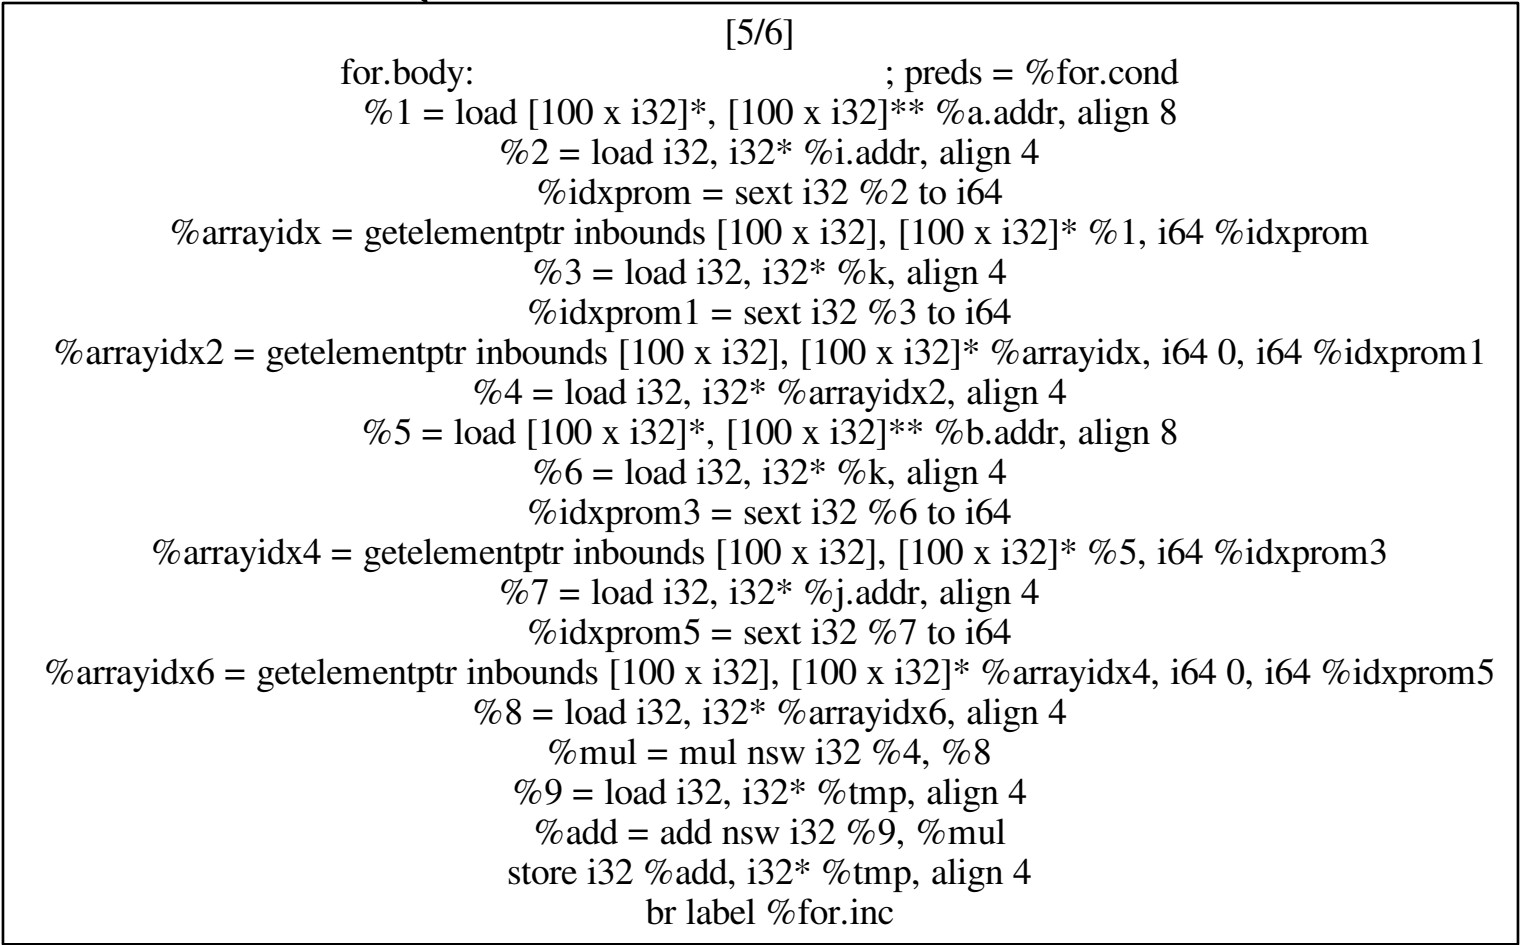 [5/6]
for.body: ; preds = %for.cond
%1 = load [100 x i32]*, [100 x i32]** %a.addr, align 8
%2 = load i32, i32* %i.addr, align 4
%idxprom = sext i32 %2 to i64
%arrayidx = getelementptr inbounds [100 x i32], [100 x i32]* %1, i64 %idxprom
%3 = load i32, i32* %k, align 4
%idxprom1 = sext i32 %3 to i64
%arrayidx2 = getelementptr inbounds [100 x i32], [100 x i32]* %arrayidx, i64 0, i64 %idxprom1
%4 = load i32, i32* %arrayidx2, align 4
%5 = load [100 x i32]*, [100 x i32]** %b.addr, align 8
%6 = load i32, i32* %k, align 4
%idxprom3 = sext i32 %6 to i64
%arrayidx4 = getelementptr inbounds [100 x i32], [100 x i32]* %5, i64 %idxprom3
%7 = load i32, i32* %j.addr, align 4
%idxprom5 = sext i32 %7 to i64
%arrayidx6 = getelementptr inbounds [100 x i32], [100 x i32]* %arrayidx4, i64 0, i64 %idxprom5
%8 = load i32, i32* %arrayidx6, align 4
%mul = mul nsw i32 %4, %8
%9 = load i32, i32* %tmp, align 4
%add = add nsw i32 %9, %mul
store i32 %add, i32* %tmp, align 4
br label %for.inc